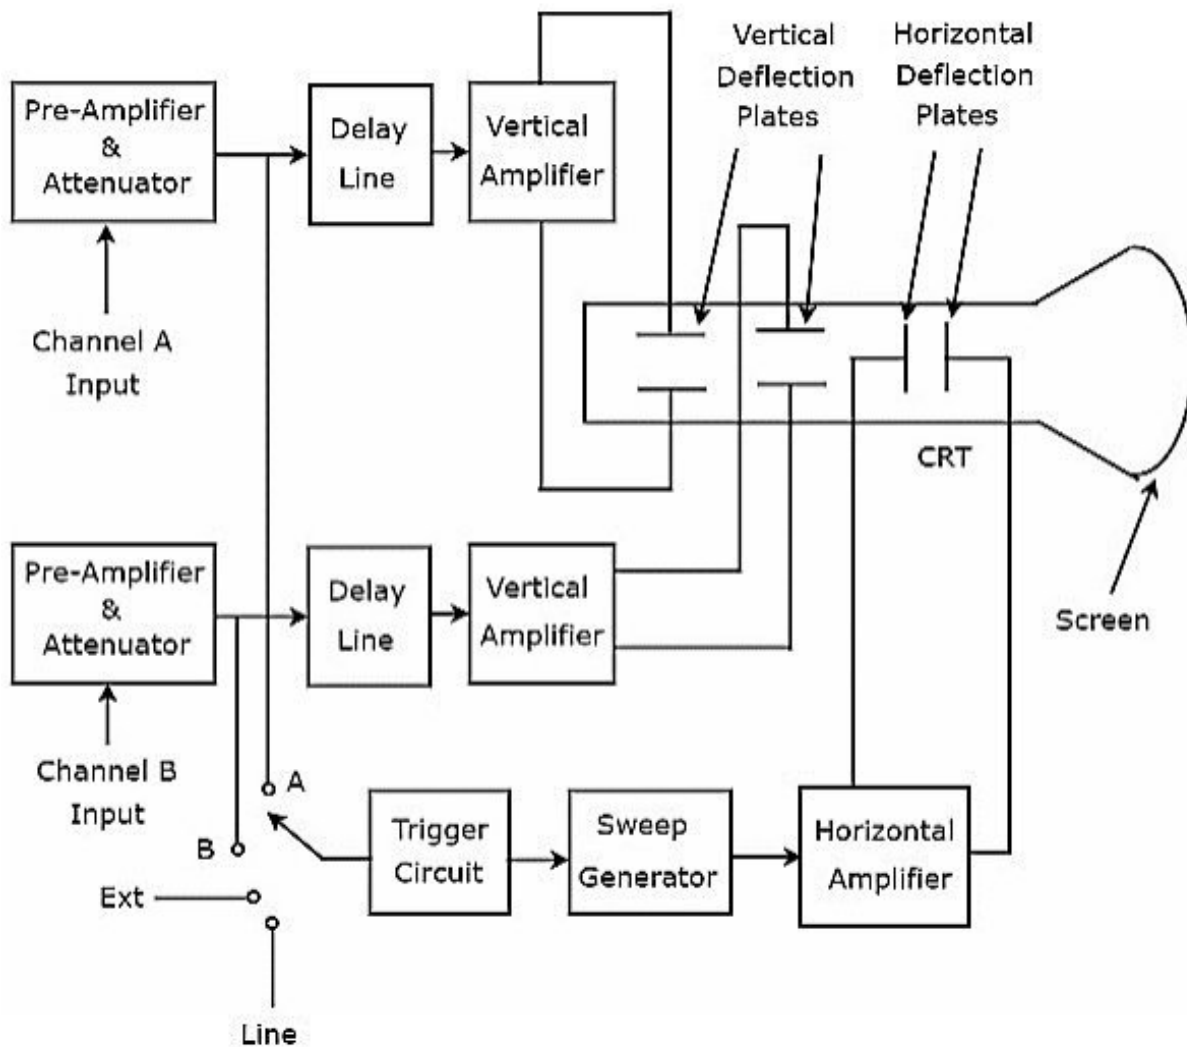 Pre-Amplifier
&
Attenuator
Delay
Line
Vertical
Amplifier
Vertical
Deflection
Plates
Horizontal
Deflection
Plates
Channel A
Input
CRT
Screen
Pre-Amplifier
&
Attenuator
Delay
Line
Vertical
Amplifier
Channel B
Input
A
B
Ext
Line
Trigger
Circuit
Sweep
Generator
Horizontal
Amplifier